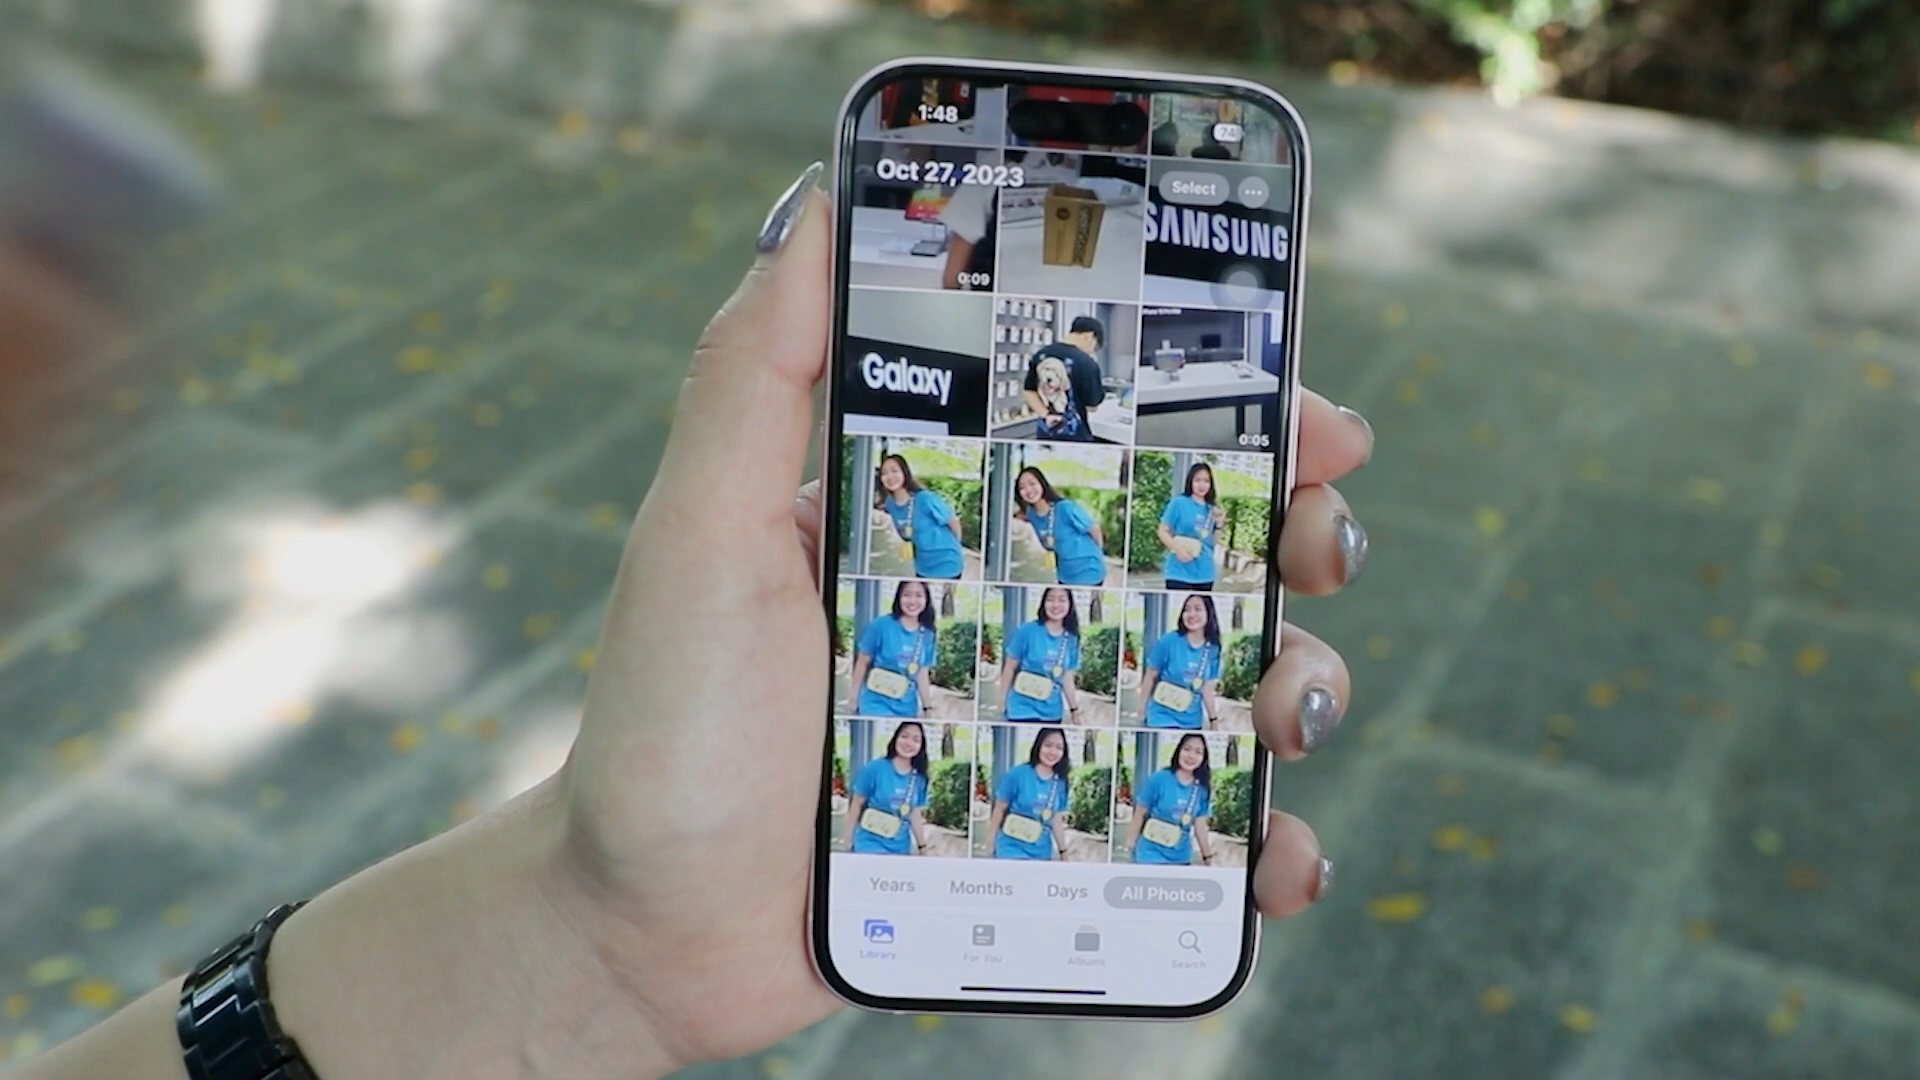 1:48
74
Oct 27, 2023
Select
SAMSUNG
0:09
Galaxy
0:05
Years Months Days All Photos
Library For You Albums Search